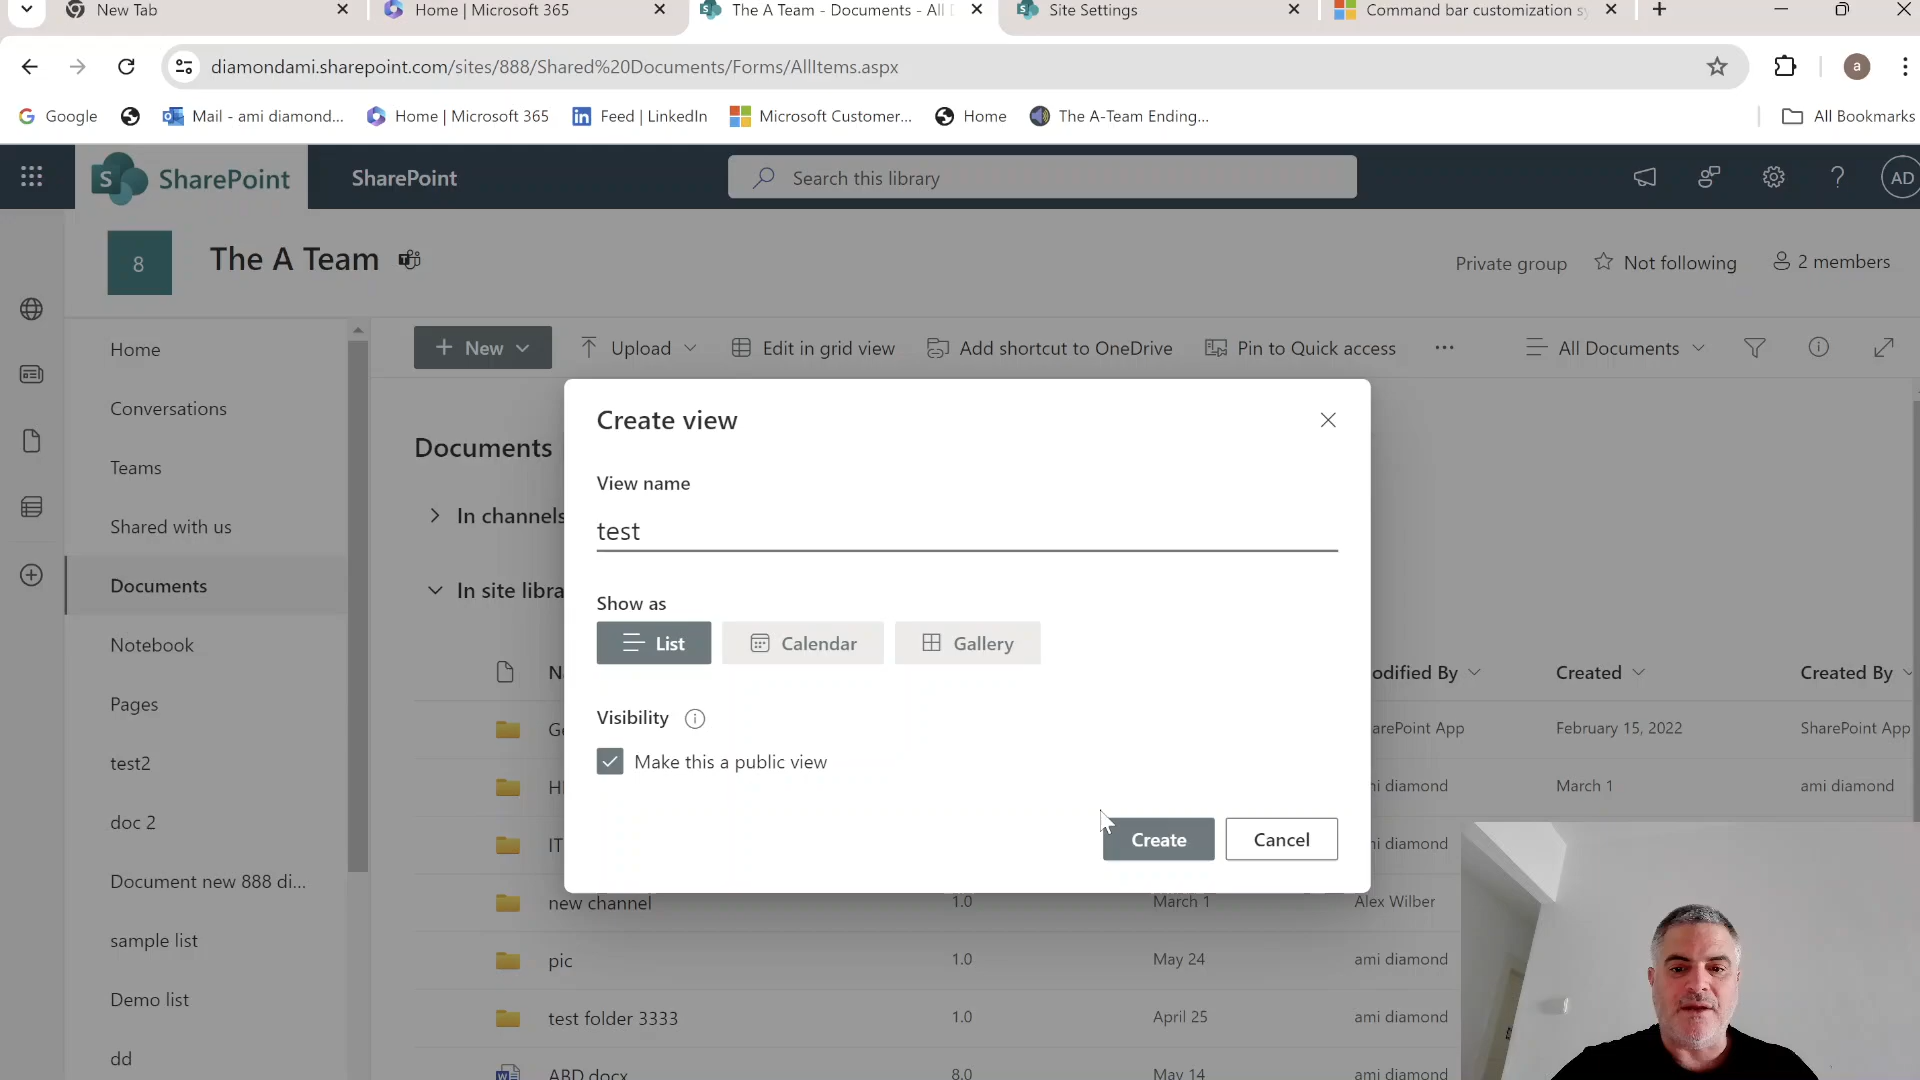 New Tab
Home | Microsoft 365
The A Team - Documents - All
Site Settings
Command bar customization
diamondami.sharepoint.com/sites/888/Shared%20Documents/Forms/AllItems.aspx
a
Google
Mail - ami diamond...
Home | Microsoft 365
Feed | LinkedIn
Microsoft Customer...
Home
The A-Team Ending...
All Bookmarks
SharePoint
SharePoint
Search this library
AD
8
The A Team
Private group
Not following
2 members
Home
Conversations
Teams
Shared with us
Documents
Notebook
Pages
test2
doc 2
Document new 888 di...
sample list
Demo list
dd
New
Upload
Edit in grid view
Add shortcut to OneDrive
Pin to Quick access
All Documents
Documents
In channels
In site libra
Create view
View name
test
Show as
List
Calendar
Gallery
Visibility
Make this a public view
Create
Cancel
odified By
Created
Created By
arePoint App
February 15, 2022
SharePoint App
ni diamond
March 1
ami diamond
IT
ni diamond
new channel
1.0
March 1
Alex Wilber
pic
1.0
May 24
ami diamond
test folder 3333
1.0
April 25
ami diamond
ABD.docx
8.0
May 14
ami diamond